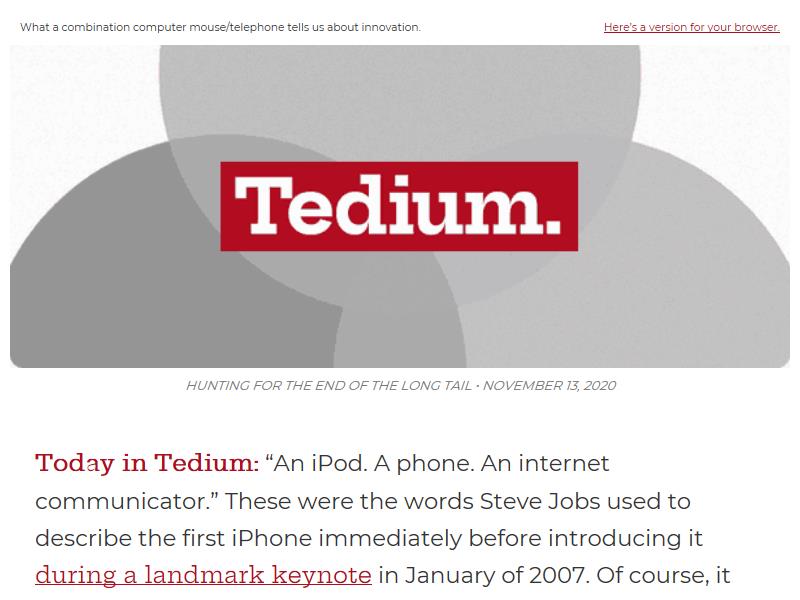 What a combination computer mouse/telephone tells us about innovation.
Here's a version for your browser.
Tedium.
HUNTING FOR THE END OF THE LONG TAIL • NOVEMBER 13, 2020
Today in Tedium: “An iPod. A phone. An internet
communicator.” These were the words Steve Jobs used to
describe the first iPhone immediately before introducing it
during a landmark keynote in January of 2007. Of course, it